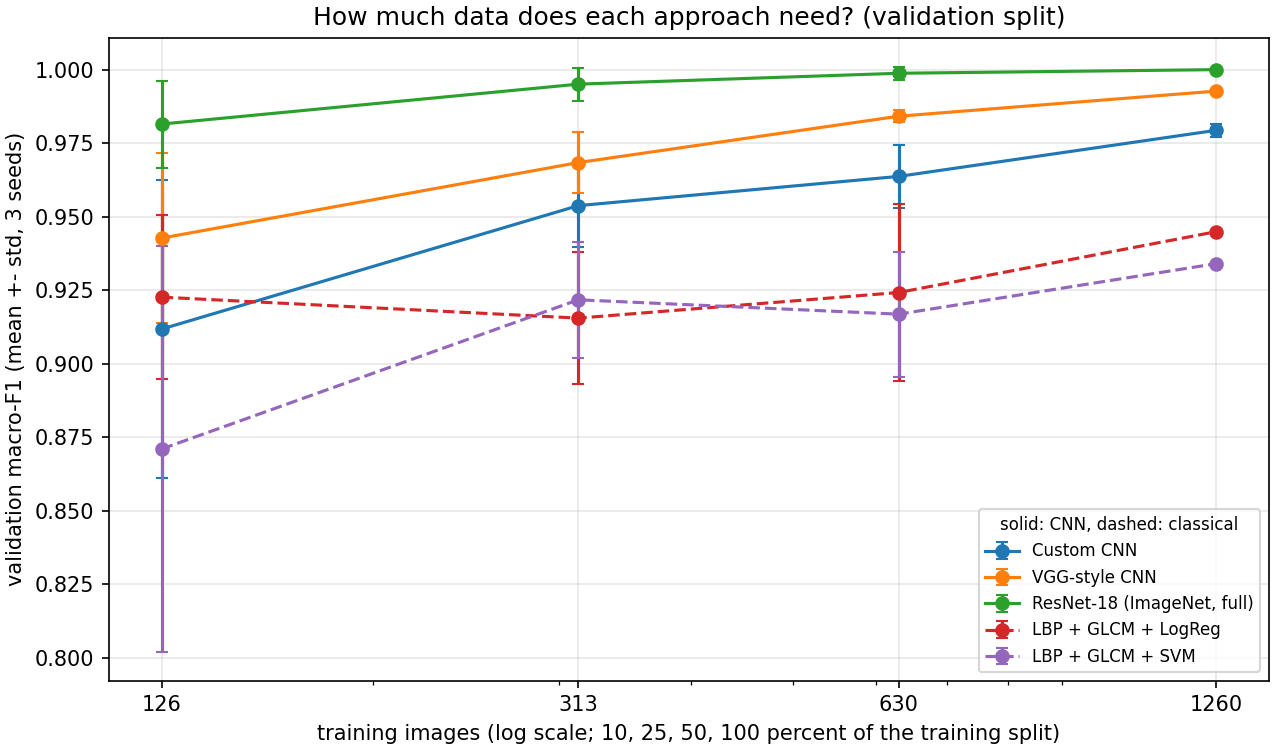 How much data does each approach need? (validation split)
validation macro-F1 (mean +- std, 3 seeds)
1.000
0.975
0.950
0.925
0.900
0.875
0.850
0.825
0.800
solid: CNN, dashed: classical
Custom CNN
VGG-style CNN
ResNet-18 (ImageNet, full)
LBP + GLCM + LogReg
LBP + GLCM + SVM
126 313 630 1260
training images (log scale; 10, 25, 50, 100 percent of the training split)